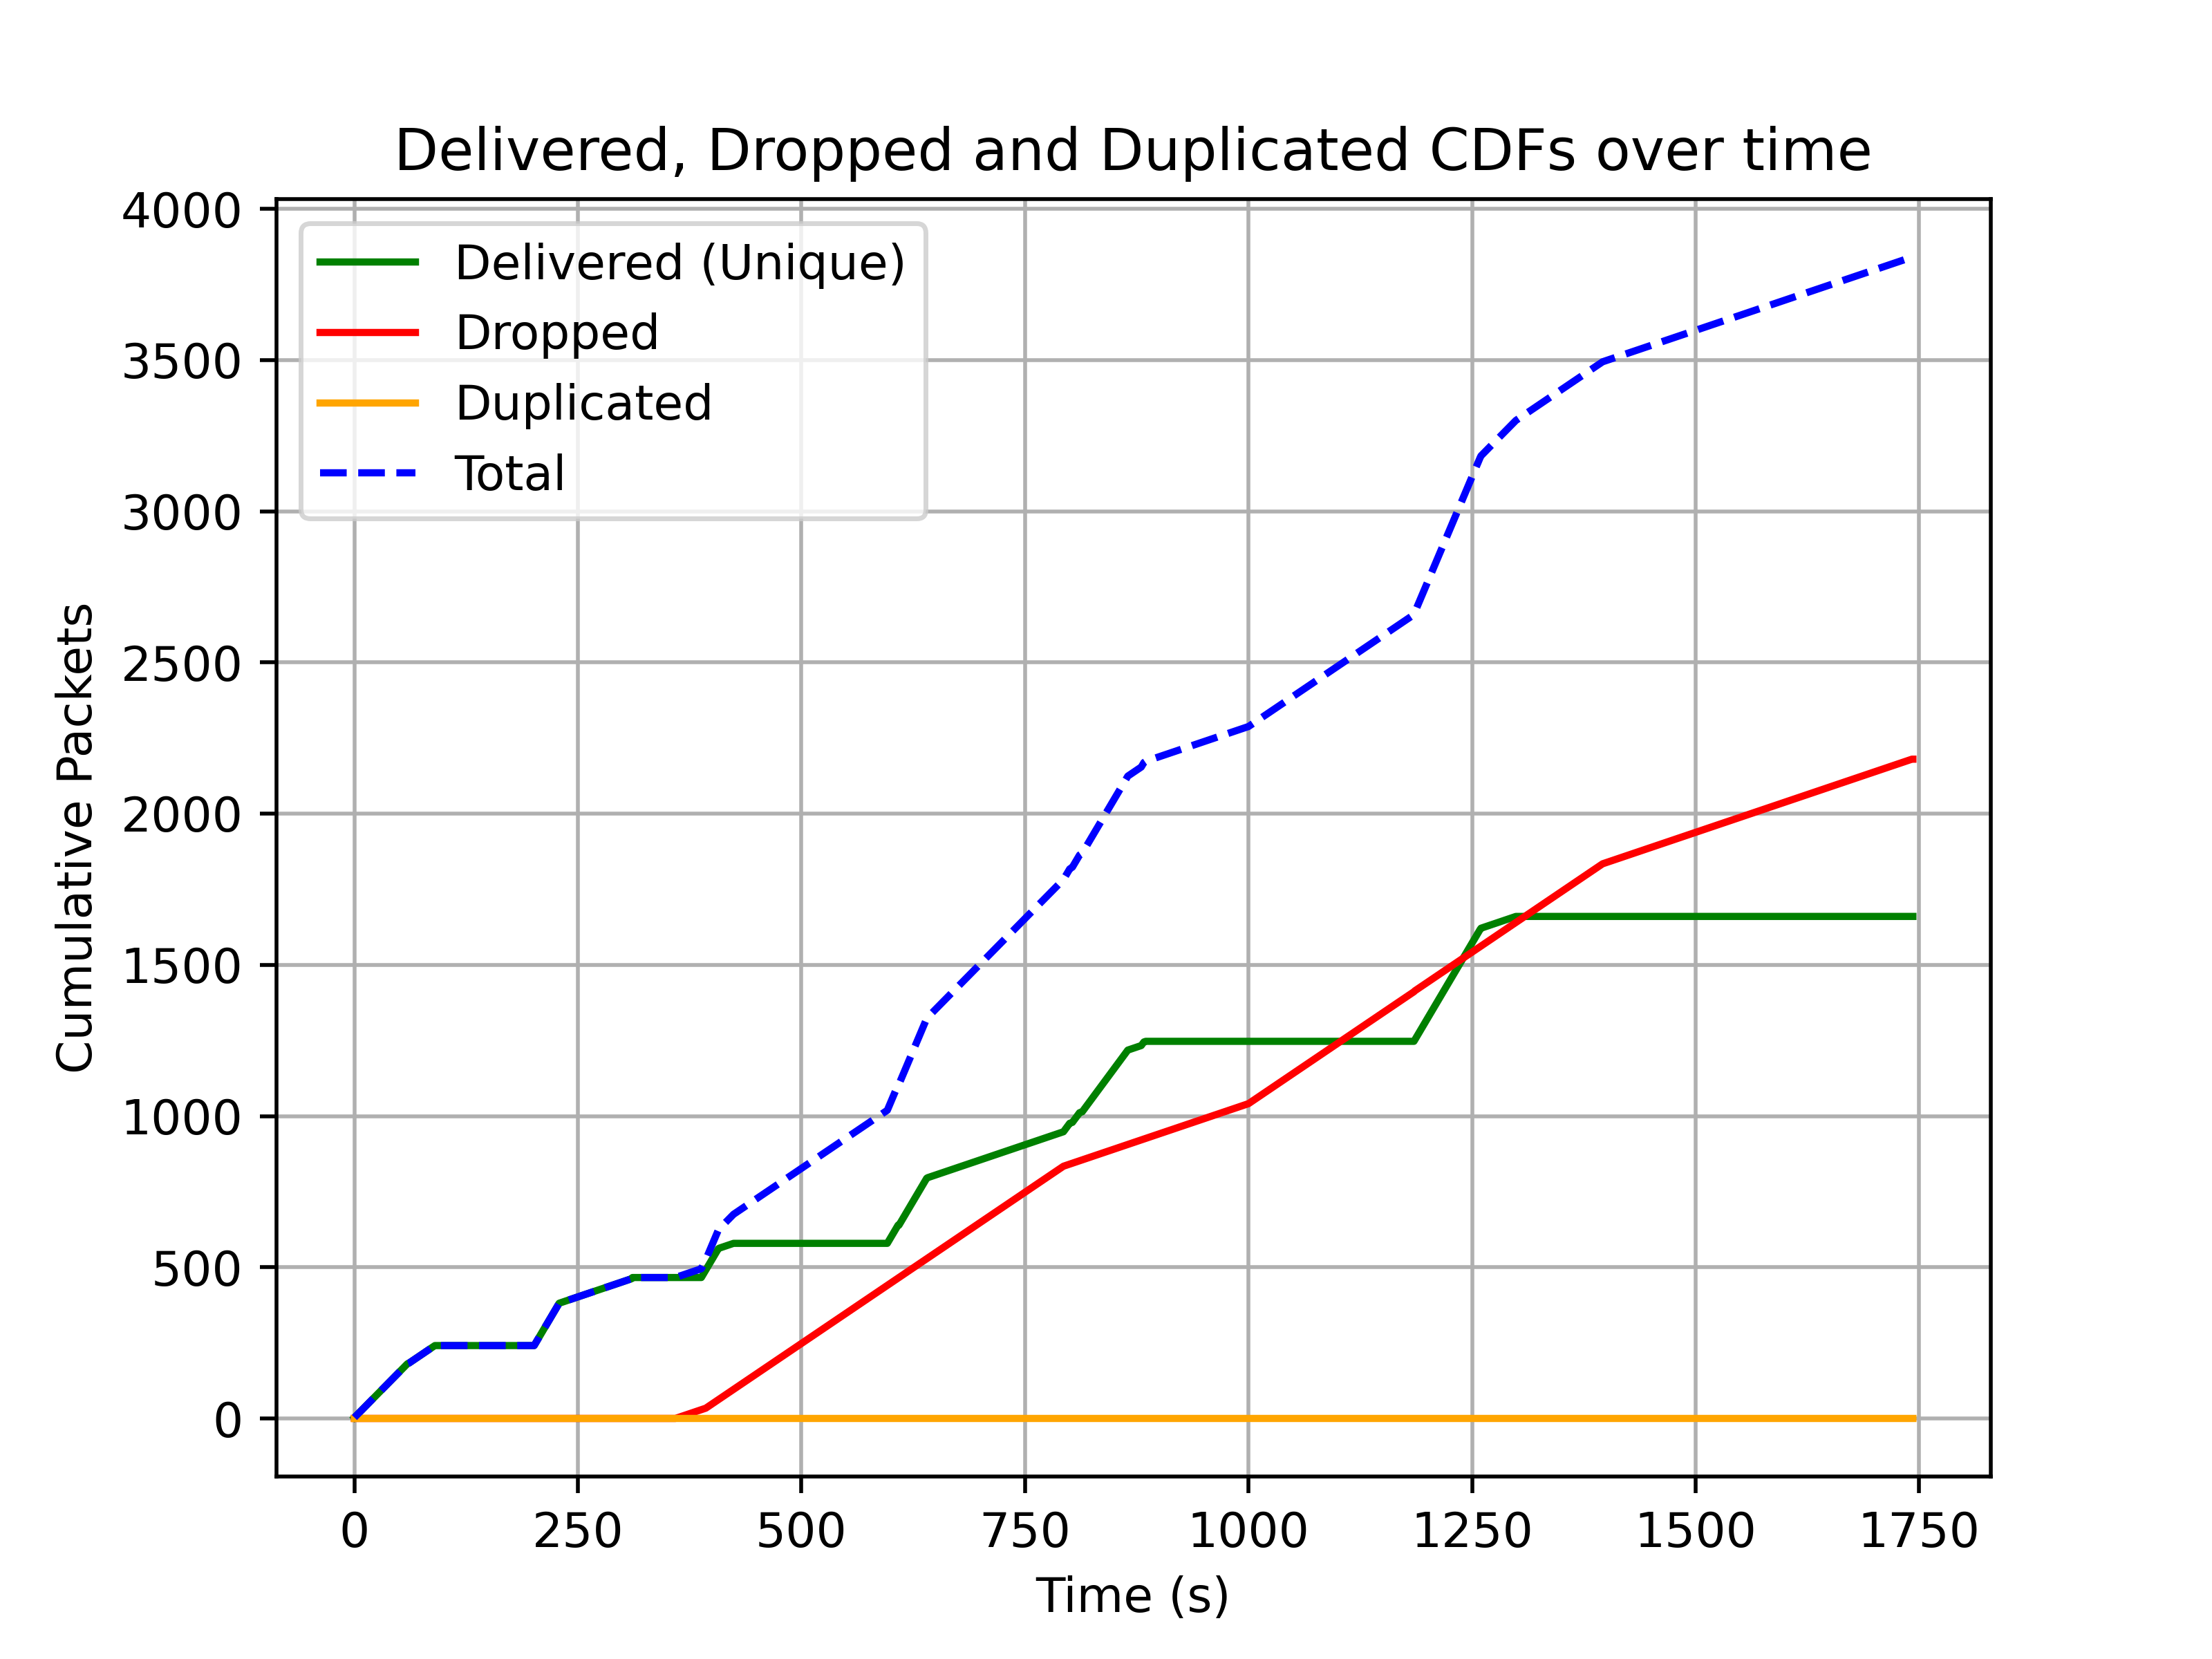 Delivered, Dropped and Duplicated CDFs over time
4000
3500
3000
2500
2000
1500
1000
500
0
Cumulative Packets
Delivered (Unique)
Dropped
Duplicated
Total
0 250 500 750 1000 1250 1500 1750
Time (s)